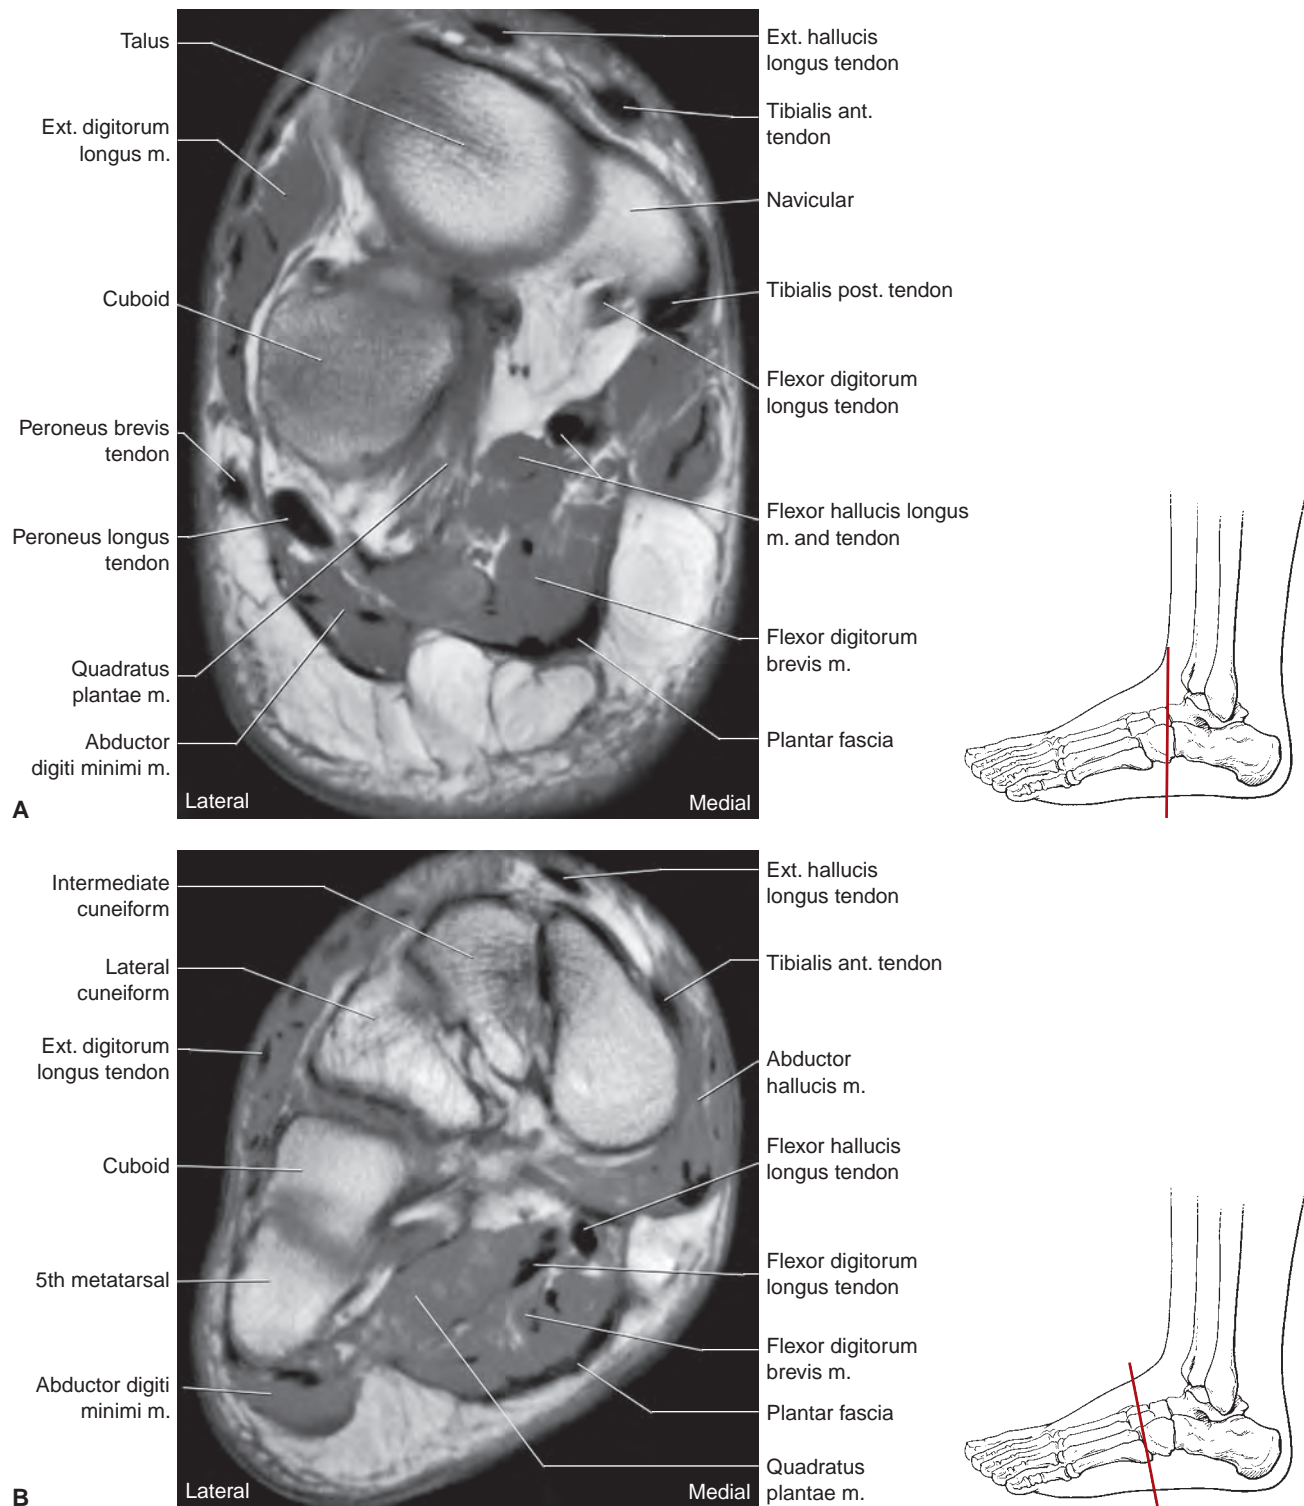 Talus
Ext. digitorum
longus m.
Cuboid
Peroneus brevis
tendon
Peroneus longus
tendon
Quadratus
plantae m.
Abductor
digiti minimi m.
Ext. hallucis
longus tendon
Tibialis ant.
tendon
Navicular
Tibialis post. tendon
Flexor digitorum
longus tendon
Flexor hallucis longus
m. and tendon
Flexor digitorum
brevis m.
Plantar fascia
Lateral
Medial
A
Intermediate
cuneiform
Lateral
cuneiform
Ext. digitorum
longus tendon
Cuboid
5th metatarsal
Abductor digiti
minimi m.
Ext. hallucis
longus tendon
Tibialis ant. tendon
Abductor
hallucis m.
Flexor hallucis
longus tendon
Flexor digitorum
longus tendon
Flexor digitorum
brevis m.
Plantar fascia
Quadratus
plantae m.
Lateral
Medial
B